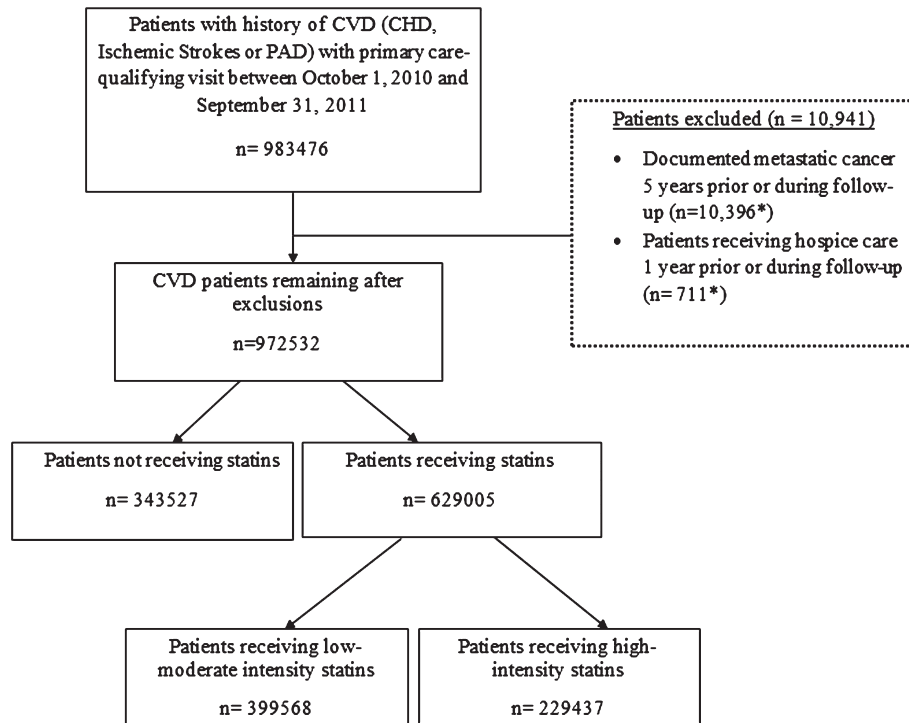 Patients with history of CVD (CHD,
Ischemic Strokes or PAD) with primary care-
qualifying visit between October 1, 2010 and
September 31, 2011
n= 983476
Patients excluded (n = 10,941)
• Documented metastatic cancer
5 years prior or during follow-
up (n=10,396*)
• Patients receiving hospice care
1 year prior or during follow-up
(n= 711*)
CVD patients remaining after
exclusions
n=972532
Patients not receiving statins
n= 343527
Patients receiving statins
n= 629005
Patients receiving low-
moderate intensity statins
n= 399568
Patients receiving high-
intensity statins
n= 229437